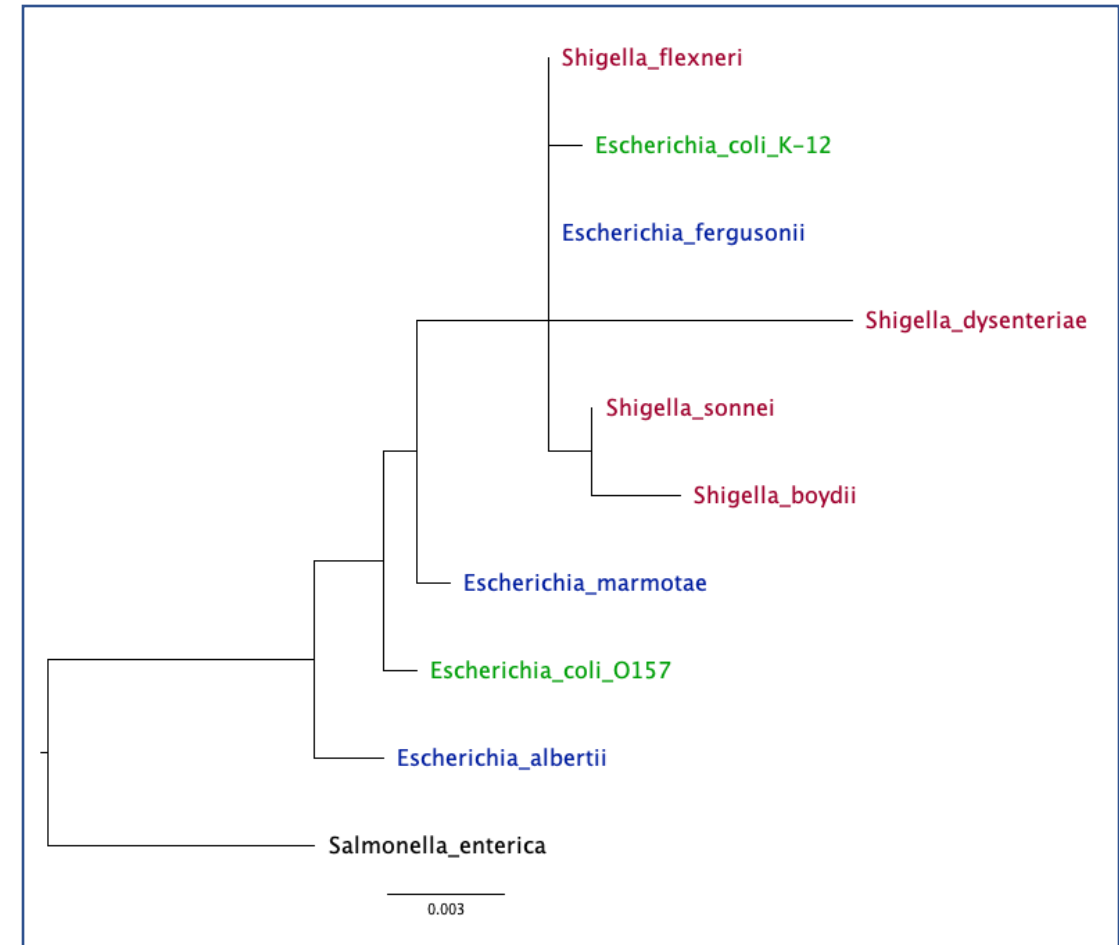 Shigella_flexneri
Escherichia_coli_K-12
Escherichia_fergusonii
Shigella_dysenteriae
Shigella_sonnei
Shigella_boydii
Escherichia_marmotae
Escherichia_coli_O157
Escherichia_albertii
Salmonella_enterica
0.003